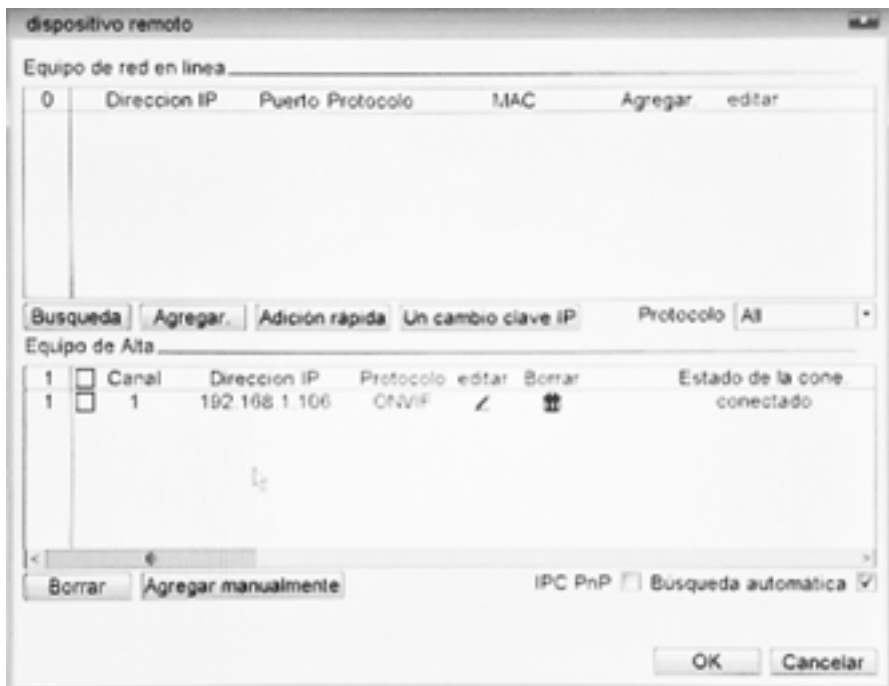 dispositivo remoto
Equipo de red en linea
0 Direccion IP Puerto Protocolo MAC Agregar. editar
Busqueda Agregar. Adición rápida Un cambio clave IP Protocolo All
Equipo de Alta
1 Canal Direccion IP Protocolo editar Borrar Estado de la cone.
1 1 192.168.1.106 ONVIF conectado
Borrar Agregar manualmente IPC PnP Búsqueda automática
OK Cancelar